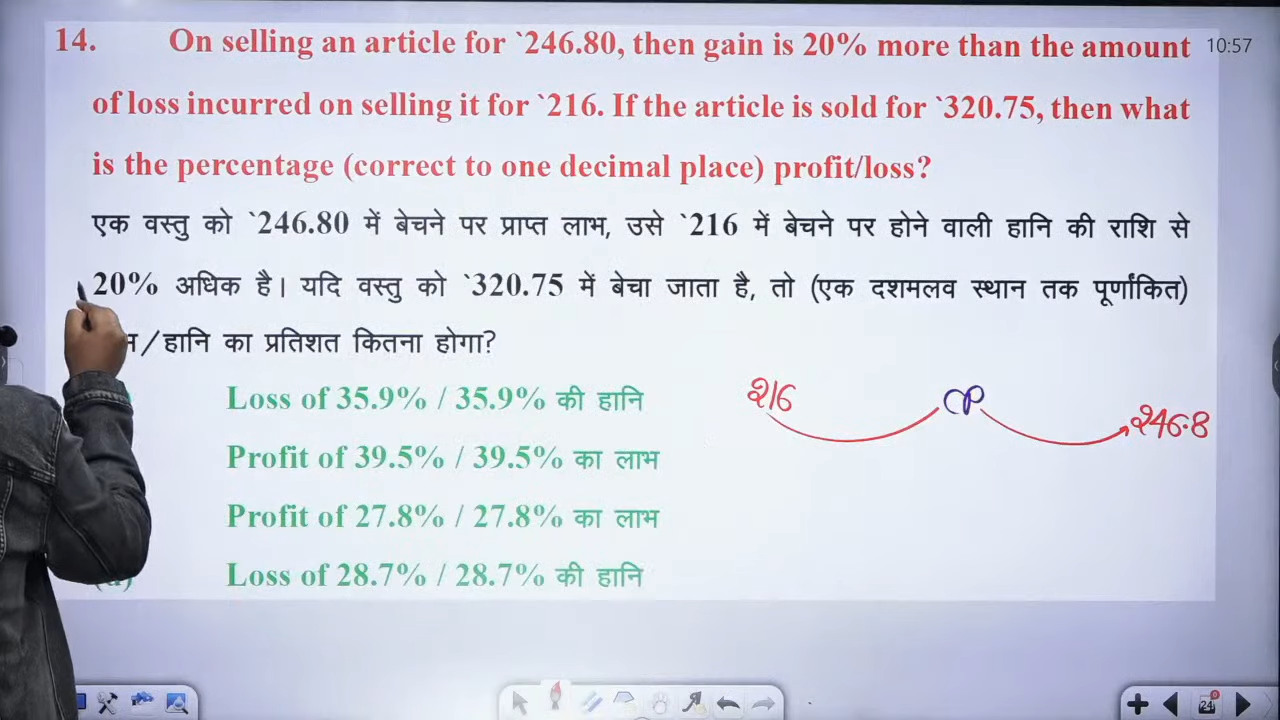 14. On selling an article for `246.80, then gain is 20% more than the amount
10:57
of loss incurred on selling it for `216. If the article is sold for `320.75, then what
is the percentage (correct to one decimal place) profit/loss?
एक वस्तु को `246.80 में बेचने पर प्राप्त लाभ, उसे `216 में बेचने पर होने वाली हानि की राशि से
20% अधिक है। यदि वस्तु को `320.75 में बेचा जाता है, तो (एक दशमलव स्थान तक पूर्णांकित)
/हानि का प्रतिशत कितना होगा?
Loss of 35.9% / 35.9% की हानि
216 CP 246.8
Profit of 39.5% / 39.5% का लाभ
Profit of 27.8% / 27.8% का लाभ
Loss of 28.7% / 28.7% की हानि
24